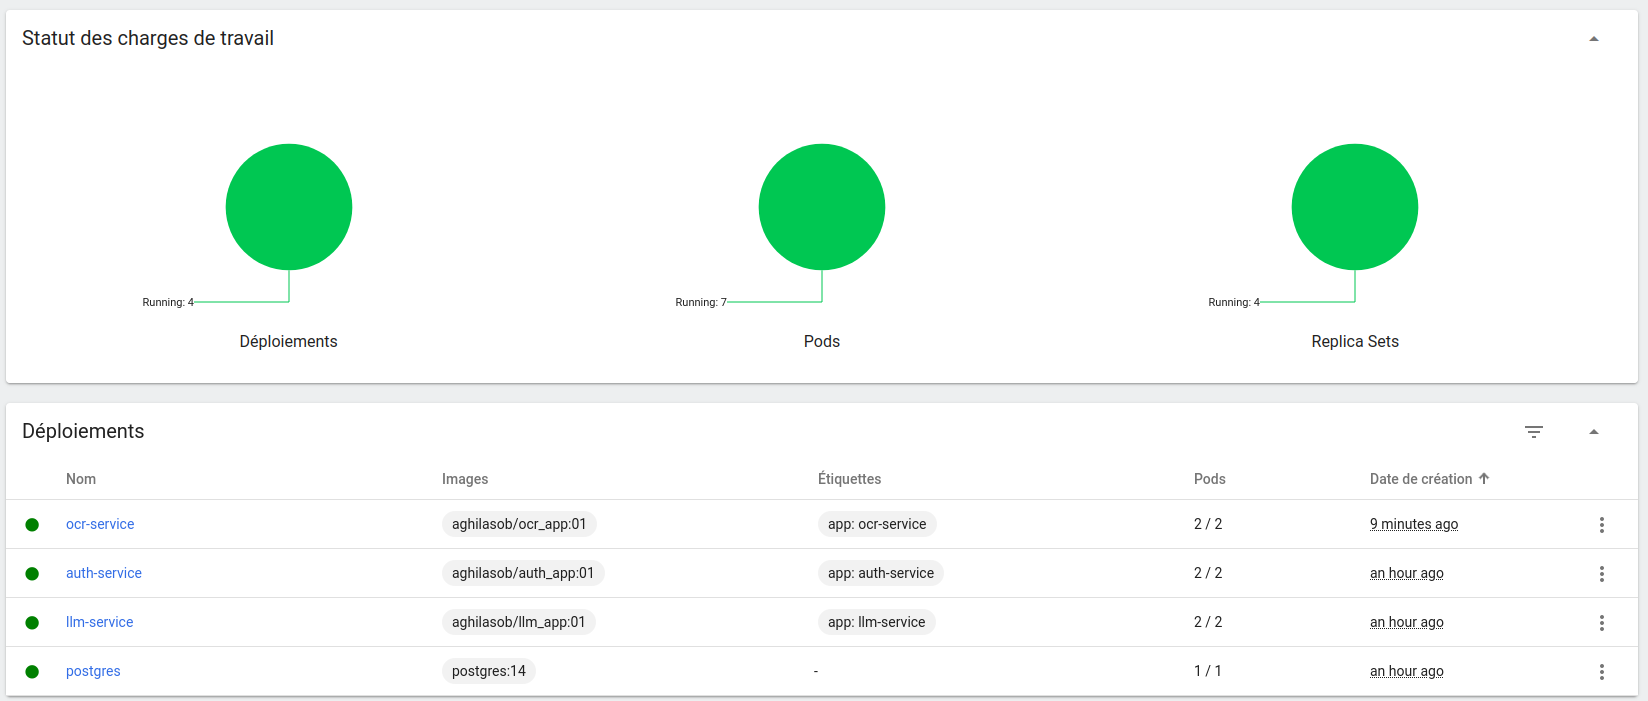 Statut des charges de travail
Running: 4
Running: 7
Running: 4
Déploiements
Pods
Replica Sets
Déploiements
Nom Images Étiquettes Pods Date de création
ocr-service aghilasob/ocr_app:01 app: ocr-service 2 / 2 9 minutes ago
auth-service aghilasob/auth_app:01 app: auth-service 2 / 2 an hour ago
llm-service aghilasob/llm_app:01 app: llm-service 2 / 2 an hour ago
postgres postgres:14 - 1 / 1 an hour ago